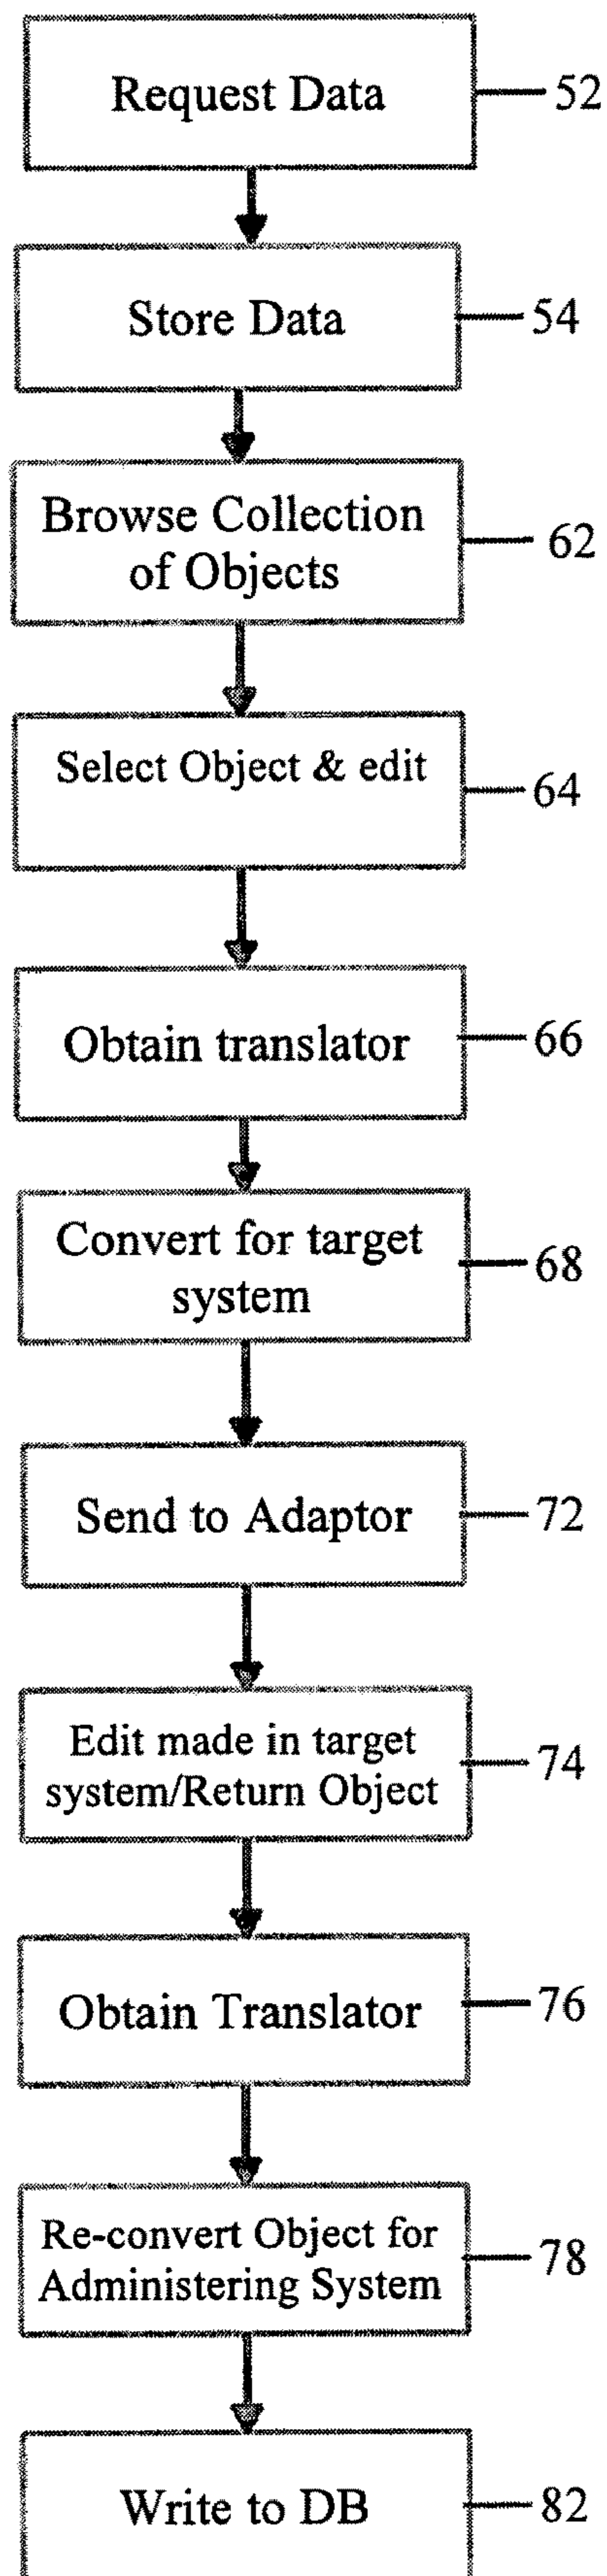 Request Data
52
Store Data
54
Browse Collection
of Objects
62
Select Object & edit
64
Obtain translator
66
Convert for target
system
68
Send to Adaptor
72
Edit made in target
system/Return Object
74
Obtain Translator
76
Re-convert Object for
Administering System
78
Write to DB
82